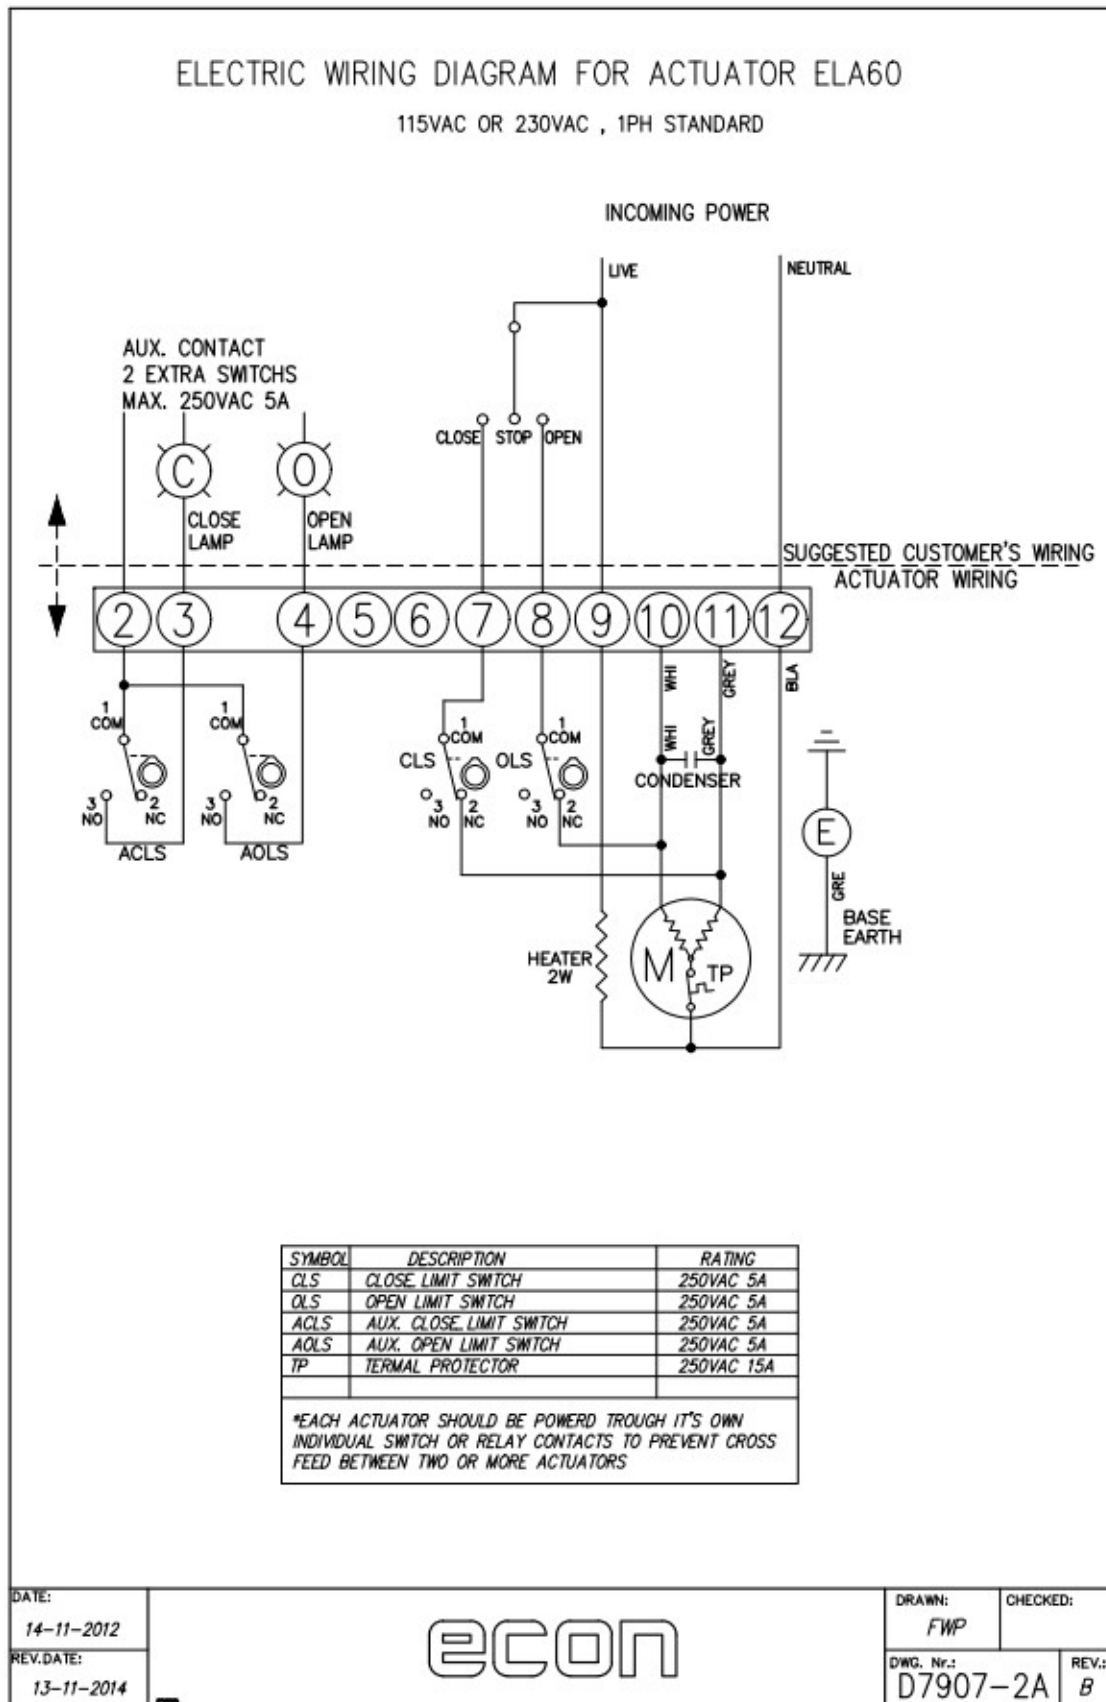 ELECTRIC WIRING DIAGRAM FOR ACTUATOR ELA60
115VAC OR 230VAC , 1PH STANDARD
INCOMING POWER
LIVE
NEUTRAL
AUX. CONTACT
2 EXTRA SWITCHS
MAX. 250VAC 5A
CLOSE STOP OPEN
C
O
CLOSE
LAMP
OPEN
LAMP
SUGGESTED CUSTOMER'S WIRING
ACTUATOR WIRING
2 3 4 5 6 7 8 9 10 11 12
WHI
GREY
BLA
1
COM
3
NO
2
NC
ACLS
1
COM
3
NO
2
NC
AOLS
1
COM
CLS
3
NO
2
NC
1
COM
OLS
3
NO
2
NC
WHI
GREY
CONDENSER
E
GRE
BASE
EARTH
HEATER
2W
M
TP
SYMBOL DESCRIPTION RATING
CLS CLOSE LIMIT SWITCH 250VAC 5A
OLS OPEN LIMIT SWITCH 250VAC 5A
ACLS AUX. CLOSE LIMIT SWITCH 250VAC 5A
AOLS AUX. OPEN LIMIT SWITCH 250VAC 5A
TP TERMAL PROTECTOR 250VAC 15A
*EACH ACTUATOR SHOULD BE POWERD TROUGH IT'S OWN
INDIVIDUAL SWITCH OR RELAY CONTACTS TO PREVENT CROSS
FEED BETWEEN TWO OR MORE ACTUATORS
DATE:
14-11-2012
REV.DATE:
13-11-2014
econ
DRAWN:
FWP
CHECKED:
DWG. Nr.:
D7907-2A
REV.:
B